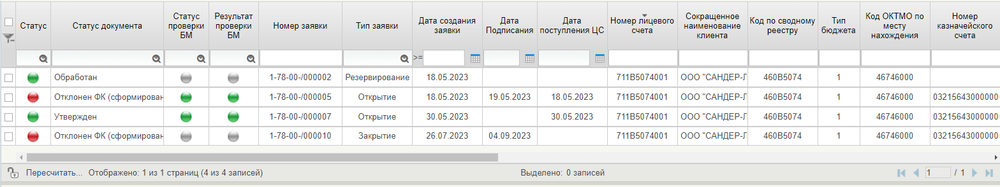 Статус
Статус документа
Статус проверки БМ
Результат проверки БМ
Номер заявки
Тип заявки
Дата создания заявки
Дата Подписания
Дата поступления ЦС
Номер лицевого счета
Сокращенное наименование клиента
Код по сводному реестру
Тип бюджета
Код ОКТМО по месту нахождения
Номер казначейского счета
>=
Обработан 1-78-00-/000002 Резервирование 18.05.2023 711В5074001 ООО "САНДЕР-Л 460В5074 1 46746000
Отклонен ФК (сформирован 1-78-00-/000005 Открытие 18.05.2023 19.05.2023 18.05.2023 711В5074001 ООО "САНДЕР-Л 460В5074 1 46746000 03215643000000
Утвержден 1-78-00-/000007 Открытие 30.05.2023 30.05.2023 711В5074001 ООО "САНДЕР-Л 460В5074 1 46746000 03215643000000
Отклонен ФК (сформирован 1-78-00-/000010 Закрытие 26.07.2023 04.09.2023 711В5074001 ООО "САНДЕР-Л 460В5074 1 46746000 03215643000000
Пересчитать... Отображено: 1 из 1 страниц (4 из 4 записей) Выделено: 0 записей 1 / 1